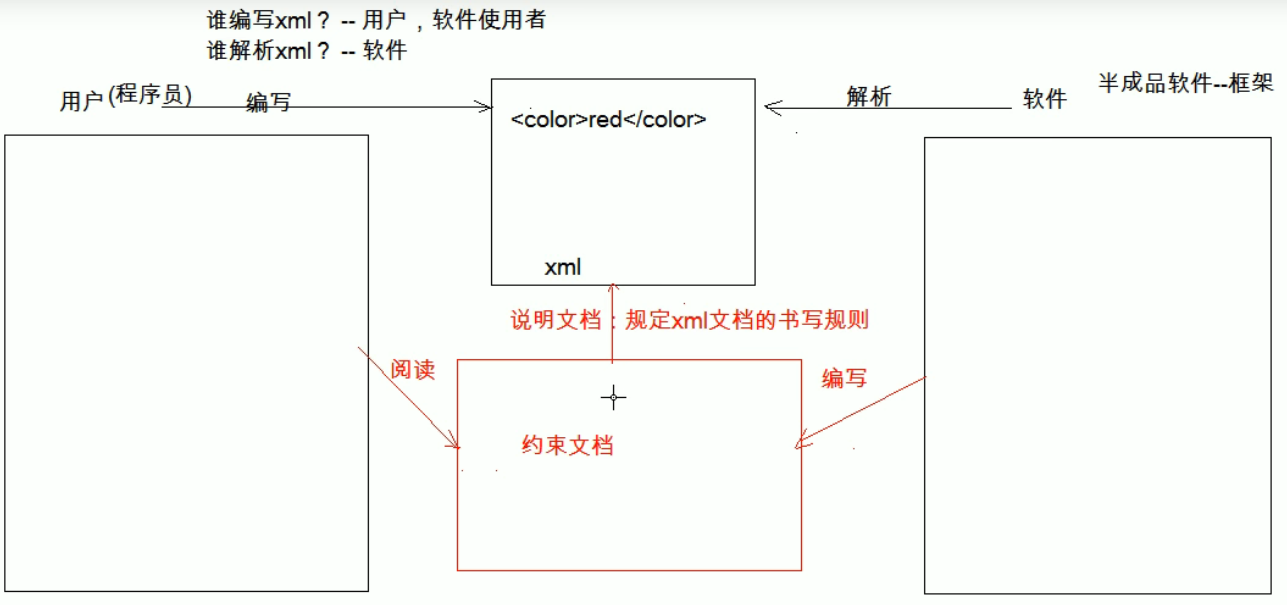 谁编写xml？ -- 用户，软件使用者
谁解析xml？ -- 软件
用户(程序员)
编写
解析
软件
半成品软件--框架
<color>red</color>
xml
说明文档：规定xml文档的书写规则
阅读
编写
约束文档